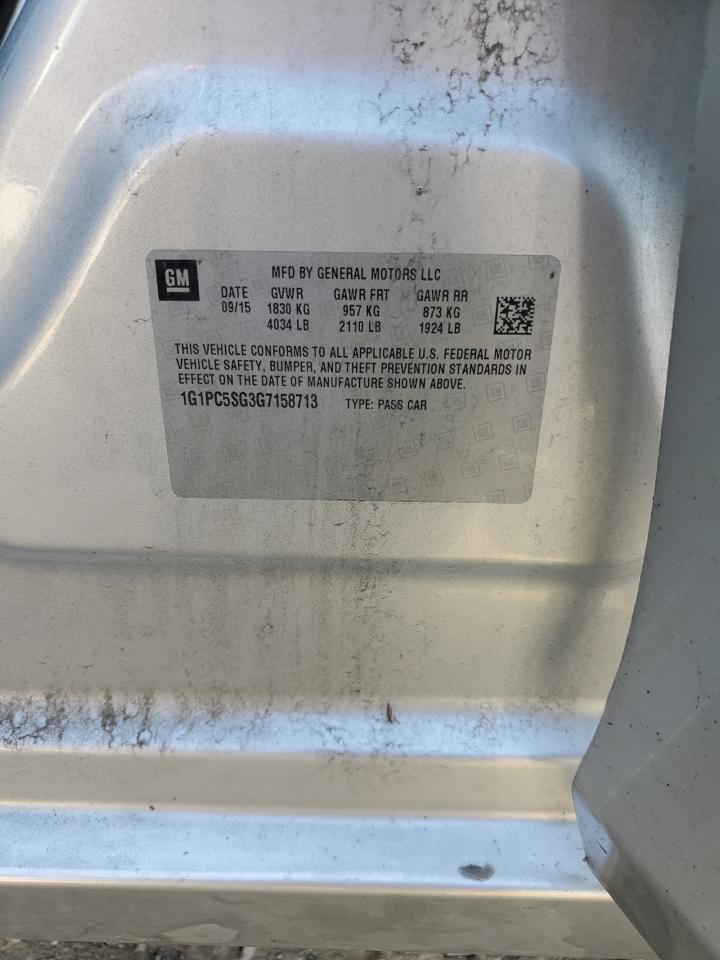 GM
MFD BY GENERAL MOTORS LLC
DATE GVWR GAWR FRT GAWR RR
09/15 1830 KG 957 KG 873 KG
4034 LB 2110 LB 1924 LB
THIS VEHICLE CONFORMS TO ALL APPLICABLE U.S. FEDERAL MOTOR
VEHICLE SAFETY, BUMPER, AND THEFT PREVENTION STANDARDS IN
EFFECT ON THE DATE OF MANUFACTURE SHOWN ABOVE.
1G1PC5SG3G7158713 TYPE: PASS CAR